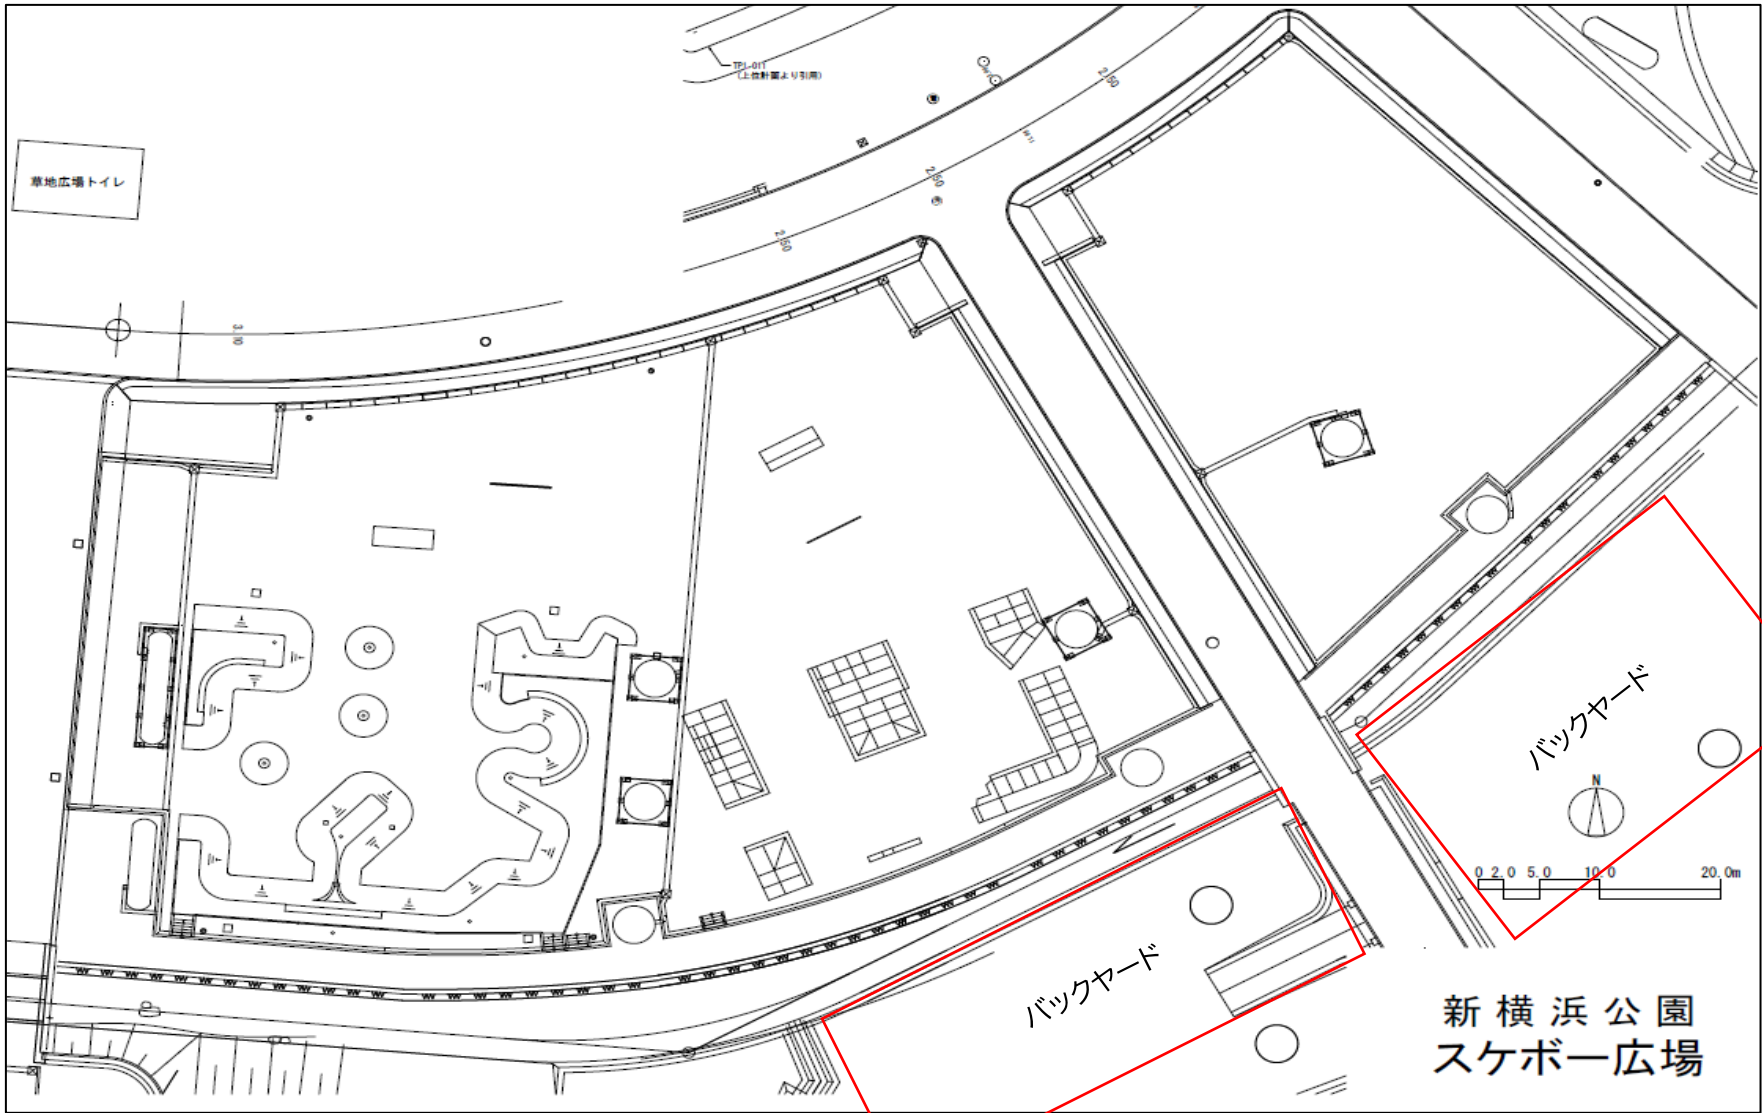 TP1-011
(上位計画より引用)
2.50
W11
2.50
2.50
草地広場トイレ
3.10
バックヤード
N
0 2.0 5.0 10.0 20.0m
バックヤード
新横浜公園
スケボー広場